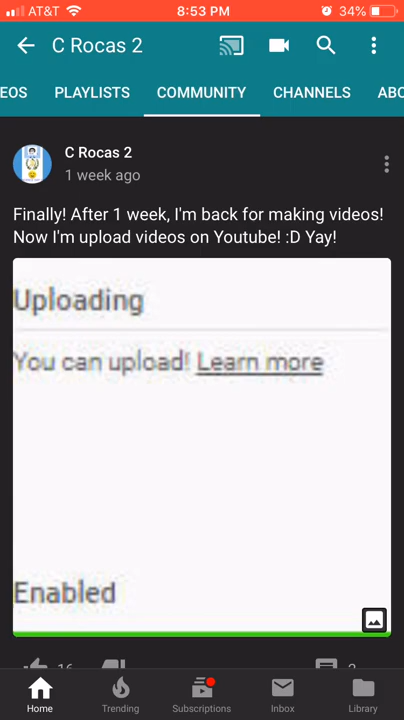 AT&T 8:53 PM 34%
C Rocas 2
EOS PLAYLISTS COMMUNITY CHANNELS ABO
C Rocas 2
1 week ago
Finally! After 1 week, I'm back for making videos!
Now I'm upload videos on Youtube! :D Yay!
Uploading
You can upload! Learn more
Enabled
Home Trending Subscriptions Inbox Library